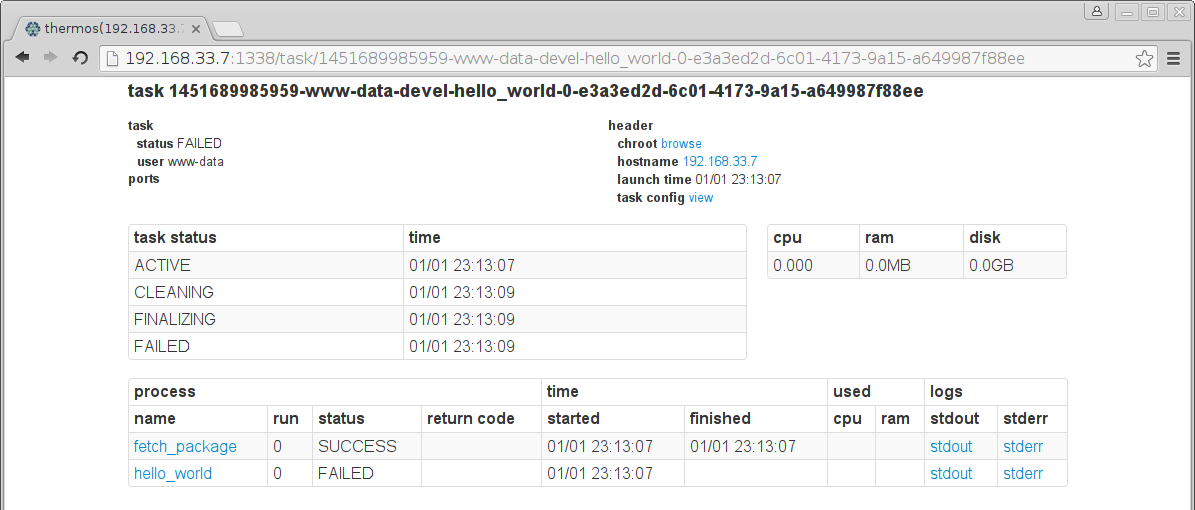 thermos(192.168.33.7
192.168.33.7:1338/task/1451689985959-www-data-devel-hello_world-0-e3a3ed2d-6c01-4173-9a15-a649987f88ee
task 1451689985959-www-data-devel-hello_world-0-e3a3ed2d-6c01-4173-9a15-a649987f88ee
task
status FAILED
user www-data
ports
header
chroot browse
hostname 192.168.33.7
launch time 01/01 23:13:07
task config view
task status time
ACTIVE 01/01 23:13:07
CLEANING 01/01 23:13:09
FINALIZING 01/01 23:13:09
FAILED 01/01 23:13:09
cpu ram disk
0.000 0.0MB 0.0GB
process time used logs
name run status return code started finished cpu ram stdout stderr
fetch_package 0 SUCCESS 01/01 23:13:07 01/01 23:13:07 stdout stderr
hello_world 0 FAILED 01/01 23:13:07 stdout stderr